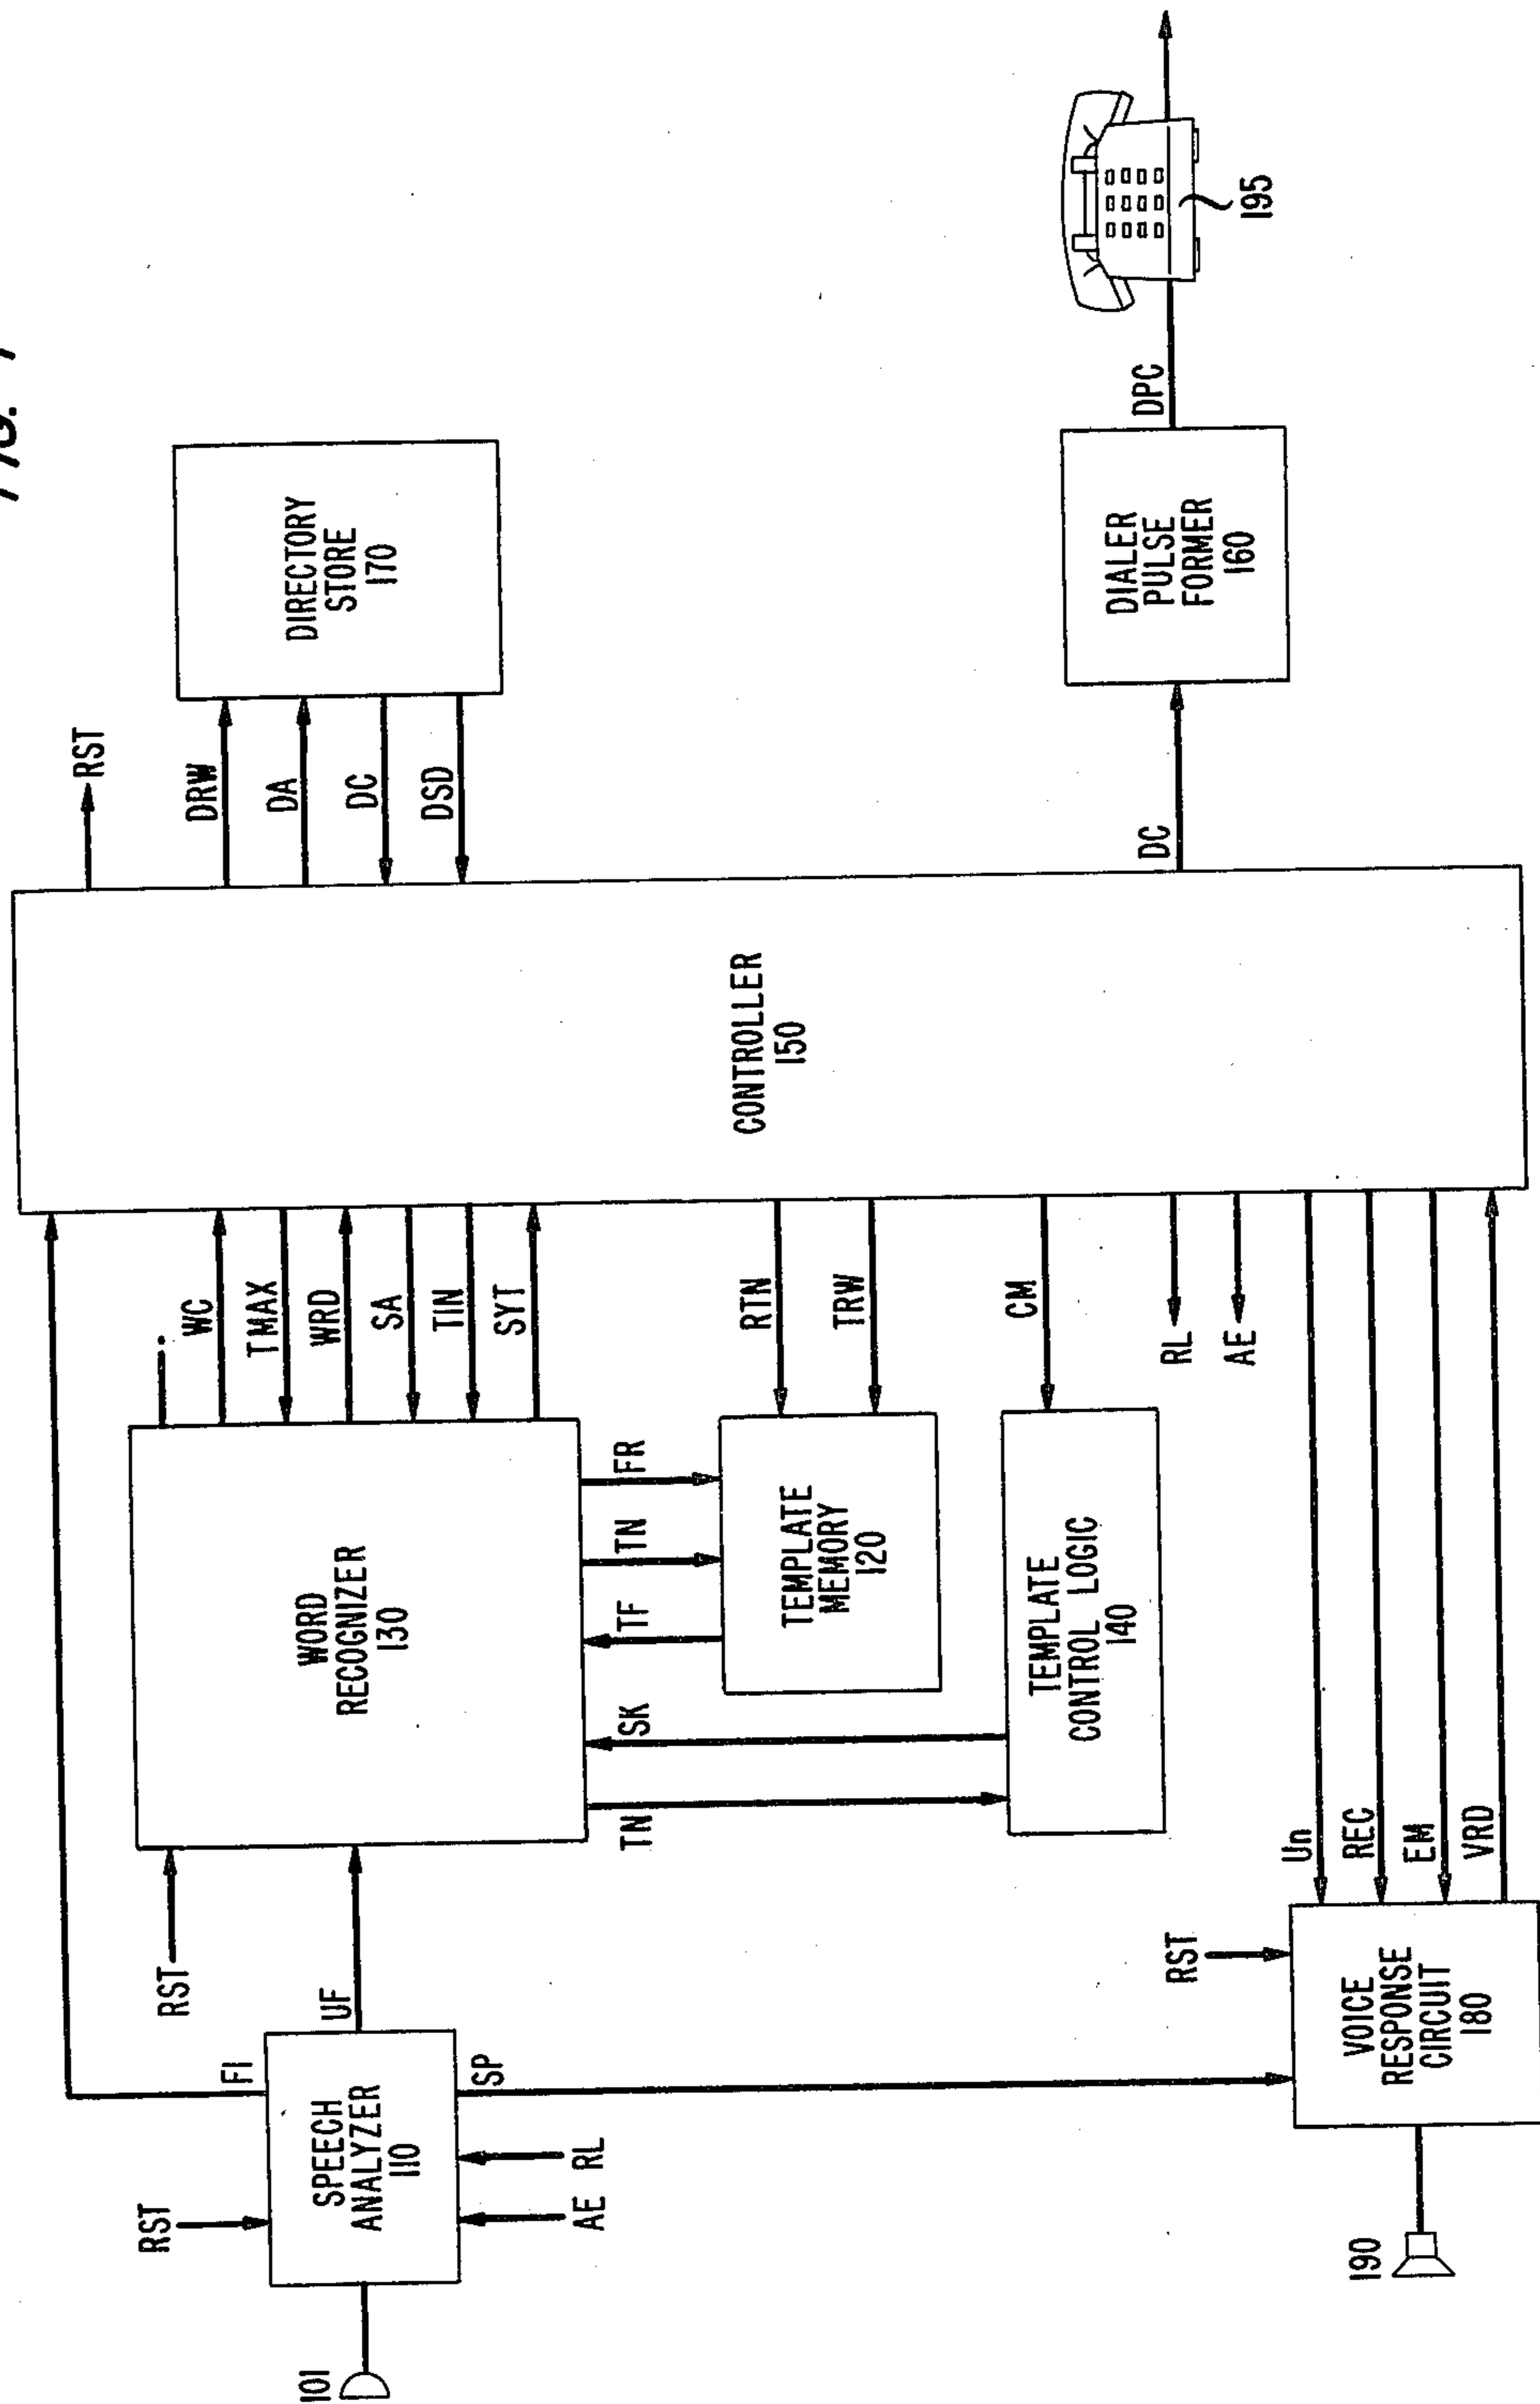 FIG. 1
RST
DRW
DA
DC
DSD
DIRECTORY
STORE
170
CONTROLLER
150
DC
DIALER
PULSE
FORMER
160
DPC
195
WC
TMAX
WRD
SA
TIN
SYT
WORD
RECOGNIZER
130
RST
UF
FI
SPEECH
ANALYZER
110
RST
101
AE
RL
SP
FR
TN
TF
SK
TN
RTN
TRW
TEMPLATE
MEMORY
120
CM
TEMPLATE
CONTROL LOGIC
140
RL
AE
Un
REC
EM
VRD
RST
VOICE
RESPONSE
CIRCUIT
180
190